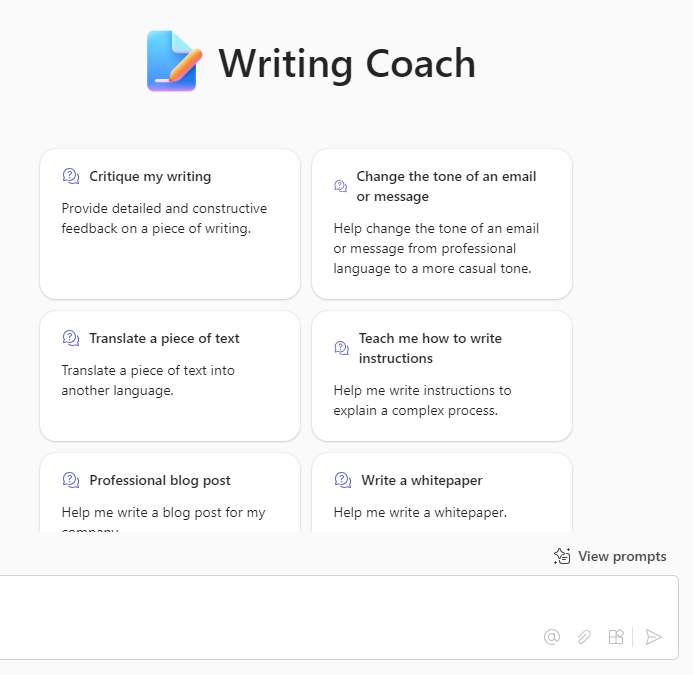 Writing Coach
Critique my writing
Provide detailed and constructive
feedback on a piece of writing.
Change the tone of an email
or message
Help change the tone of an email
or message from professional
language to a more casual tone.
Translate a piece of text
Translate a piece of text into
another language.
Teach me how to write
instructions
Help me write instructions to
explain a complex process.
Professional blog post
Help me write a blog post for my
company.
Write a whitepaper
Help me write a whitepaper.
View prompts